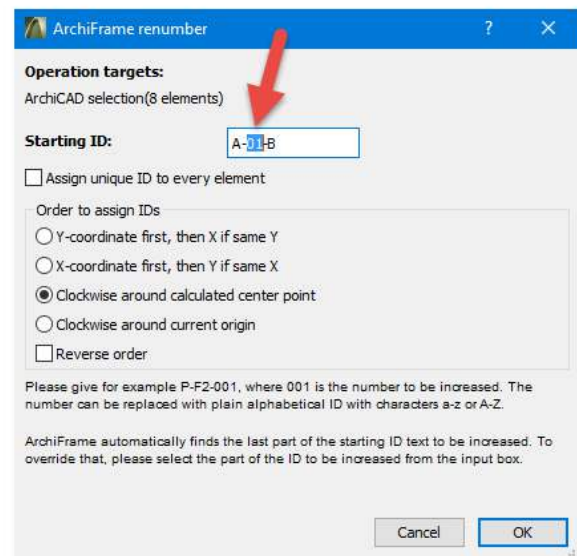 ArchiFrame renumber
Operation targets:
ArchiCAD selection(8 elements)
Starting ID: A-01-B
Assign unique ID to every element
Order to assign IDs
Y-coordinate first, then X if same Y
X-coordinate first, then Y if same X
Clockwise around calculated center point
Clockwise around current origin
Reverse order
Please give for example P-F2-001, where 001 is the number to be increased. The
number can be replaced with plain alphabetical ID with characters a-z or A-Z.
ArchiFrame automatically finds the last part of the starting ID text to be increased. To
override that, please select the part of the ID to be increased from the input box.
Cancel OK